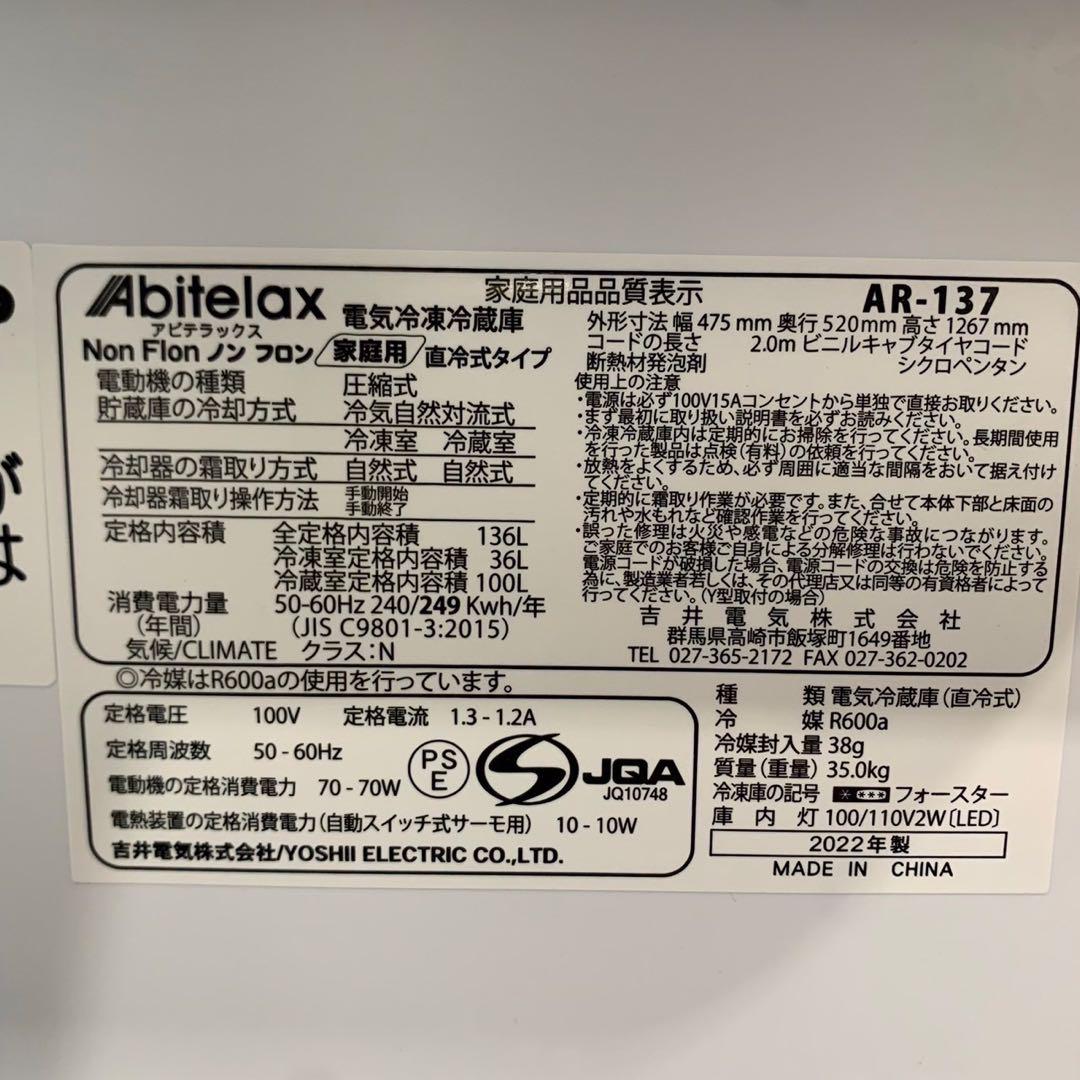 が
は
Abitelax
アビテラックス
電気冷凍冷蔵庫
Non Flon ノン フロン/家庭用/直冷式タイプ
電動機の種類 圧縮式
貯蔵庫の冷却方式 冷気自然対流式
冷凍室 冷蔵室
冷却器の霜取り方式 自然式 自然式
冷却器霜取り操作方法 手動開始
手動終了
定格内容積 全定格内容積 136L
冷凍室定格内容積 36L
冷蔵室定格内容積 100L
消費電力量 50-60Hz 240/249 Kwh/年
(年間) (JIS C9801-3:2015)
気候/CLIMATE クラス:N
家庭用品品質表示
AR-137
外形寸法 幅 475 mm 奥行 520mm 高さ 1267 mm
コードの長さ 2.0m ビニルキャブタイヤコード
断熱材発泡剤 シクロペンタン
使用上の注意
・電源は必ず100V15Aコンセントから単独で直接お取りください。
・まず最初に取り扱い説明書を必ずお読みください。
・冷凍冷蔵庫内は定期的にお掃除を行ってください。長期間使用
を行った製品は点検(有料)の依頼を行ってください。
・放熱をよくするため、必ず周囲に適当な間隔をおいて据え付け
てください。
・定期的に霜取り作業が必要です。また、合せて本体下部と床面の
汚れや水もれなど確認作業を行ってください。
・誤った修理は火災や感電などの危険な事故につながります。
ご家庭でのお客様ご自身による分解修理は行わないでください。
電源コードが破損した場合、電源コードの交換は危険を防止する
為に、製造業者若しくは、その代理店又は同等の有資格者によって
行ってください。(Y型取付の場合)
吉井電気株式会社
群馬県高崎市飯塚町1649番地
TEL 027-365-2172 FAX 027-362-0202
◎冷媒はR600aの使用を行っています。
定格電圧 100V 定格電流 1.3 - 1.2A
定格周波数 50 - 60Hz
電動機の定格消費電力 70 - 70W
PS
E
JQA
JQ10748
電熱装置の定格消費電力(自動スイッチ式サーモ用) 10 - 10W
吉井電気株式会社/YOSHII ELECTRIC CO.,LTD.
種類 電気冷蔵庫(直冷式)
冷媒 R600a
冷媒封入量 38g
質量(重量) 35.0kg
冷凍庫の記号 *|*** フォースター
庫内灯 100/110V2W〔LED〕
2022年製
MADE IN CHINA